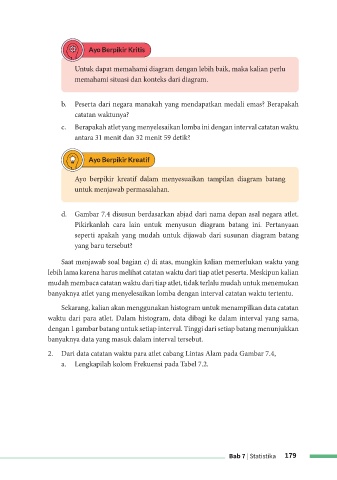 Ayo Berpikir Kritis
Untuk dapat memahami diagram dengan lebih baik, maka kalian perlu
memahami situasi dan konteks dari diagram.
b. Peserta dari negara manakah yang mendapatkan medali emas? Berapakah
catatan waktunya?
c. Berapakah atlet yang menyelesaikan lomba ini dengan interval catatan waktu
antara 31 menit dan 32 menit 59 detik?
Ayo Berpikir Kreatif
Ayo berpikir kreatif dalam menyesuaikan tampilan diagram batang
untuk menjawab permasalahan.
d. Gambar 7.4 disusun berdasarkan abjad dari nama depan asal negara atlet.
Pikirkanlah cara lain untuk menyusun diagram batang ini. Pertanyaan
seperti apakah yang mudah untuk dijawab dari susunan diagram batang
yang baru tersebut?
Saat menjawab soal bagian c) di atas, mungkin kalian memerlukan waktu yang
lebih lama karena harus melihat catatan waktu dari tiap atlet peserta. Meskipun kalian
mudah membaca catatan waktu dari tiap atlet, tidak terlalu mudah untuk menemukan
banyaknya atlet yang menyelesaikan lomba dengan interval catatan waktu tertentu.
Sekarang, kalian akan menggunakan histogram untuk menampilkan data catatan
waktu dari para atlet. Dalam histogram, data dibagi ke dalam interval yang sama,
dengan 1 gambar batang untuk setiap interval. Tinggi dari setiap batang menunjukkan
banyaknya data yang masuk dalam interval tersebut.
2. Dari data catatan waktu para atlet cabang Lintas Alam pada Gambar 7.4,
a. Lengkapilah kolom Frekuensi pada Tabel 7.2.
Bab 7 | Statistika 179